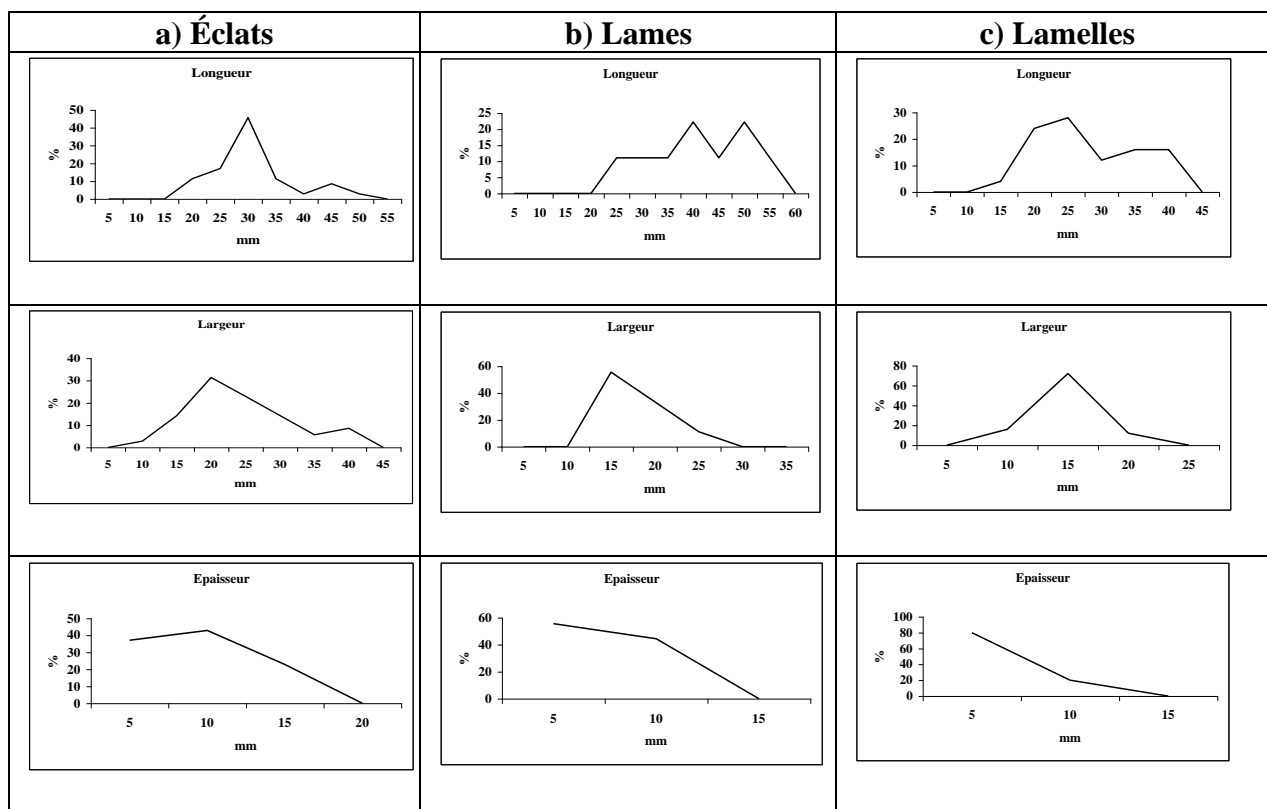 a) Éclats
b) Lames
c) Lamelles
Longueur
50
40
30
20
10
0
%
5 10 15 20 25 30 35 40 45 50 55
mm
Longueur
25
20
15
10
5
0
%
5 10 15 20 25 30 35 40 45 50 55 60
mm
Longueur
30
20
10
0
%
5 10 15 20 25 30 35 40 45
mm
Largeur
40
30
20
10
0
%
5 10 15 20 25 30 35 40 45
mm
Largeur
60
40
20
0
%
5 10 15 20 25 30 35
mm
Largeur
80
60
40
20
0
%
5 10 15 20 25
mm
Epaisseur
50
40
30
20
10
0
%
5 10 15 20
mm
Epaisseur
60
40
20
0
%
5 10 15
mm
Epaisseur
100
80
60
40
20
0
%
5 10 15
mm